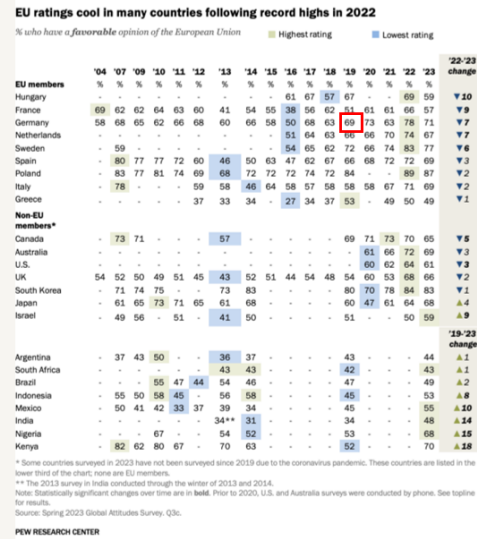 EU ratings cool in many countries following record highs in 2022
% who have a favorable opinion of the European Union
Highest rating Lowest rating
'04 '07 '09 '10 '11 '12 '13 '14 '15 '16 '17 '18 '19 '20 '21 '22 '23 '22-'23 change
EU members % % % % % % % % % % % % % % % % %
Hungary - - - - - - - - - 61 67 57 67 - - 69 59 ▼10
France 69 62 62 64 63 60 41 54 55 38 56 62 51 61 61 66 57 ▼9
Germany 58 68 65 62 66 68 60 66 58 50 68 63 69 73 63 78 71 ▼7
Netherlands - - - - - - - - - 51 64 63 66 66 70 74 67 ▼7
Sweden - 59 - - - - - - - 54 65 62 72 66 74 83 77 ▼6
Spain - 80 77 77 72 60 46 50 63 47 62 67 66 68 72 72 69 ▼3
Poland - 83 77 81 74 69 68 72 72 72 74 72 84 - - 89 87 ▼2
Italy - 78 - - - 59 58 46 64 58 57 58 58 58 67 71 69 ▼2
Greece - - - - - 37 33 34 - 27 34 37 53 - 49 50 49 ▼1
Non-EU
members*
Canada - 73 71 - - - 57 - - - - - 69 71 73 70 65 ▼5
Australia - - - - - - - - - - - - - 61 66 72 69 ▼3
U.S. - - - - - - - - - - - - - 60 62 64 61 ▼3
UK 54 52 50 49 51 45 43 52 51 44 54 48 54 60 53 68 66 ▼2
South Korea - 71 74 75 - - 73 83 - - - - 80 70 78 84 83 ▼1
Japan - 61 65 73 71 65 61 68 - - - - 60 47 61 64 68 ▲4
Israel - 49 56 - 51 - 41 50 - - - - 51 - - 50 59 ▲9
'19-'23
change
Argentina - 37 43 50 - - 36 37 - - - - 43 - - - 44 ▲1
South Africa - - - - - - 43 43 - - - - 42 - - - 43 ▲1
Brazil - - - 55 47 44 54 46 - - - - 47 - - - 49 ▲2
Indonesia - 55 50 58 45 - 56 58 - - - - 45 - - - 53 ▲8
Mexico - 50 41 42 33 37 39 34 - - - - 45 - - - 55 ▲10
India - - - - - - 34** 31 - - - - 34 - - - 48 ▲14
Nigeria - - - 67 - - 54 52 - - - - 53 - - - 68 ▲15
Kenya - 82 62 80 67 - 70 63 - - - - 52 - - - 70 ▲18
* Some countries surveyed in 2023 have not been surveyed since 2019 due to the coronavirus pandemic. These countries are listed in the
lower third of the chart; none are EU members.
** The 2013 survey in India conducted through the winter of 2013 and 2014.
Note: Statistically significant changes over time are in bold. Prior to 2020, U.S. and Australia surveys were conducted by phone. See topline
for results.
Source: Spring 2023 Global Attitudes Survey. Q3c.
PEW RESEARCH CENTER